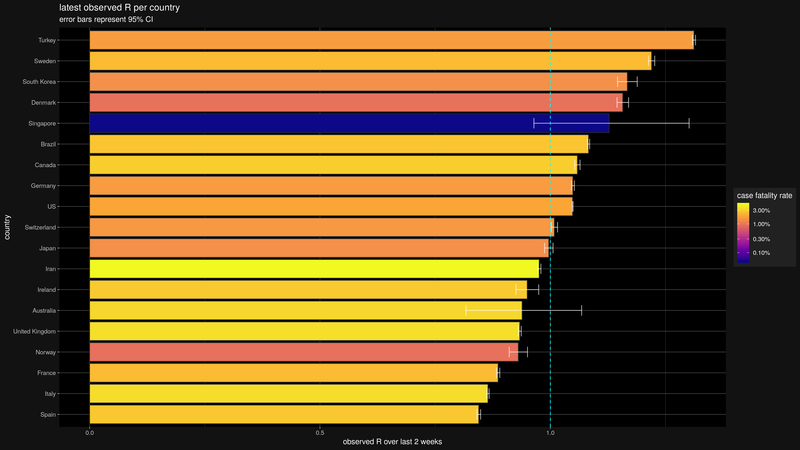 latest observed R per country
error bars represent 95% CI
Turkey
Sweden
South Korea
Denmark
Singapore
Brazil
Canada
Germany
US
Switzerland
Japan
Iran
Ireland
Australia
United Kingdom
Norway
France
Italy
Spain
country
0.0
0.5
1.0
observed R over last 2 weeks
case fatality rate
3.00%
1.00%
0.30%
0.10%